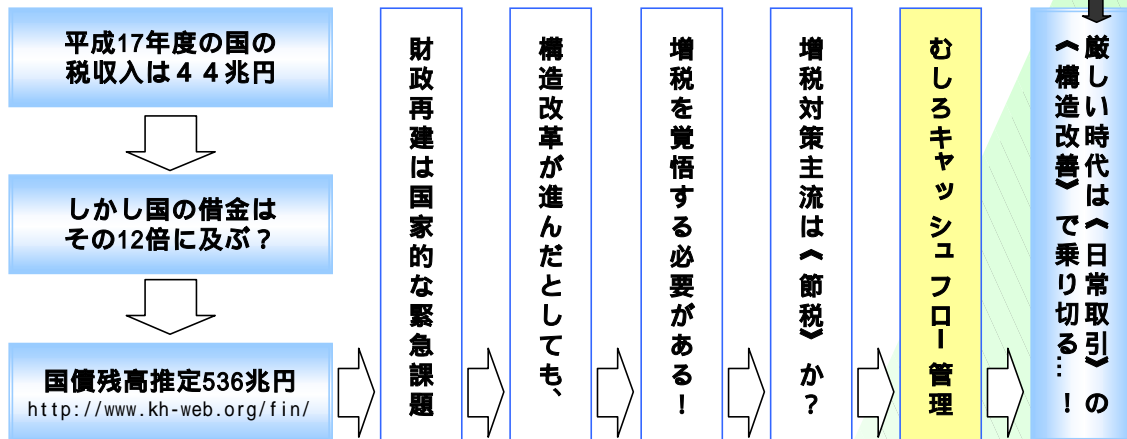 平成17年度の国の
税収入は４４兆円
しかし国の借金は
その12倍に及ぶ？
国債残高推定536兆円
http://www.kh-web.org/fin/
財政再建は国家的な緊急課題
構造改革が進んだとしても、
増税を覚悟する必要がある！
増税対策主流は《節税》か？
むしろキャッシュフロー管理
厳しい時代は《日常取引》の
《構造改善》で乗り切る…！